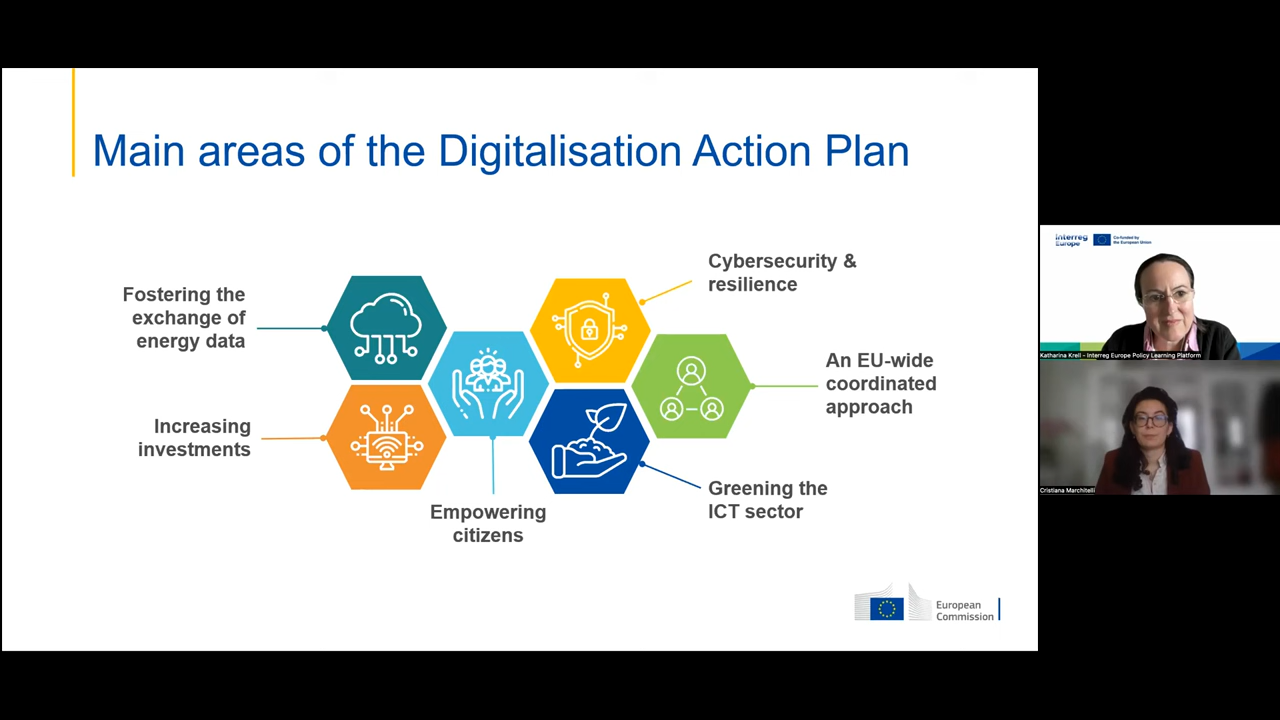 Main areas of the Digitalisation Action Plan
Fostering the
exchange of
energy data
Increasing
investments
Empowering
citizens
Cybersecurity &
resilience
An EU-wide
coordinated
approach
Greening the
ICT sector
European
Commission
Interreg
Europe
Co-funded by
the European Union
Katharina Krell – Interreg Europe Policy Learning Platform
Cristiana Marchitelli